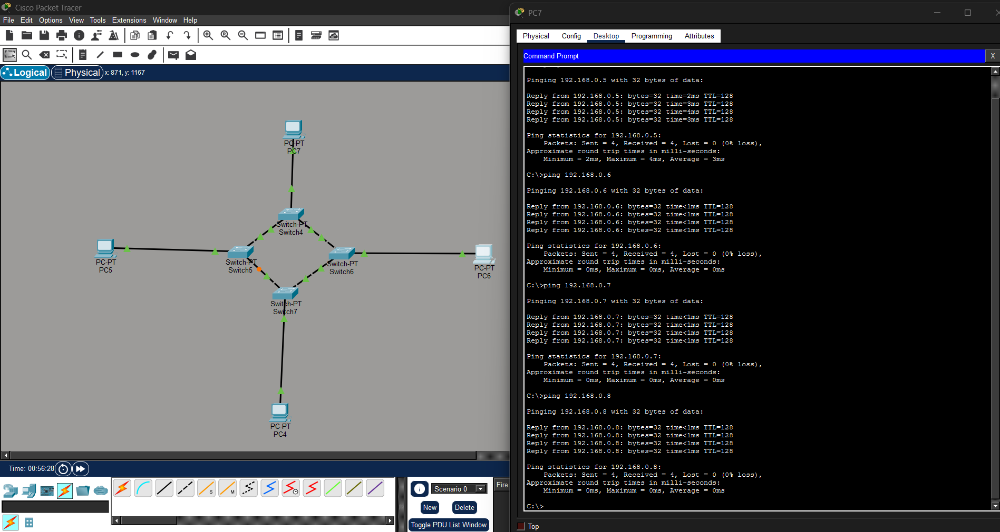 Cisco Packet Tracer
File Edit Options View Tools Extensions Window Help
Logical Physical x: 871, y: 1167
PC-PT
PC7
Switch-PT
Switch4
PC-PT
PC5
Switch-PT
Switch5
Switch-PT
Switch6
PC-PT
PC6
Switch-PT
Switch7
PC-PT
PC4
Time: 00:56:28
S
M
Scenario 0
Fire
New Delete
Toggle PDU List Window
PC7
Physical Config Desktop Programming Attributes
Command Prompt X
Pinging 192.168.0.5 with 32 bytes of data:
Reply from 192.168.0.5: bytes=32 time=2ms TTL=128
Reply from 192.168.0.5: bytes=32 time=3ms TTL=128
Reply from 192.168.0.5: bytes=32 time=4ms TTL=128
Reply from 192.168.0.5: bytes=32 time=3ms TTL=128
Ping statistics for 192.168.0.5:
Packets: Sent = 4, Received = 4, Lost = 0 (0% loss),
Approximate round trip times in milli-seconds:
Minimum = 2ms, Maximum = 4ms, Average = 3ms
C:\>ping 192.168.0.6
Pinging 192.168.0.6 with 32 bytes of data:
Reply from 192.168.0.6: bytes=32 time<1ms TTL=128
Reply from 192.168.0.6: bytes=32 time<1ms TTL=128
Reply from 192.168.0.6: bytes=32 time<1ms TTL=128
Reply from 192.168.0.6: bytes=32 time<1ms TTL=128
Ping statistics for 192.168.0.6:
Packets: Sent = 4, Received = 4, Lost = 0 (0% loss),
Approximate round trip times in milli-seconds:
Minimum = 0ms, Maximum = 0ms, Average = 0ms
C:\>ping 192.168.0.7
Pinging 192.168.0.7 with 32 bytes of data:
Reply from 192.168.0.7: bytes=32 time<1ms TTL=128
Reply from 192.168.0.7: bytes=32 time<1ms TTL=128
Reply from 192.168.0.7: bytes=32 time<1ms TTL=128
Reply from 192.168.0.7: bytes=32 time<1ms TTL=128
Ping statistics for 192.168.0.7:
Packets: Sent = 4, Received = 4, Lost = 0 (0% loss),
Approximate round trip times in milli-seconds:
Minimum = 0ms, Maximum = 0ms, Average = 0ms
C:\>ping 192.168.0.8
Pinging 192.168.0.8 with 32 bytes of data:
Reply from 192.168.0.8: bytes=32 time<1ms TTL=128
Reply from 192.168.0.8: bytes=32 time<1ms TTL=128
Reply from 192.168.0.8: bytes=32 time<1ms TTL=128
Reply from 192.168.0.8: bytes=32 time<1ms TTL=128
Ping statistics for 192.168.0.8:
Packets: Sent = 4, Received = 4, Lost = 0 (0% loss),
Approximate round trip times in milli-seconds:
Minimum = 0ms, Maximum = 0ms, Average = 0ms
C:\>
Top